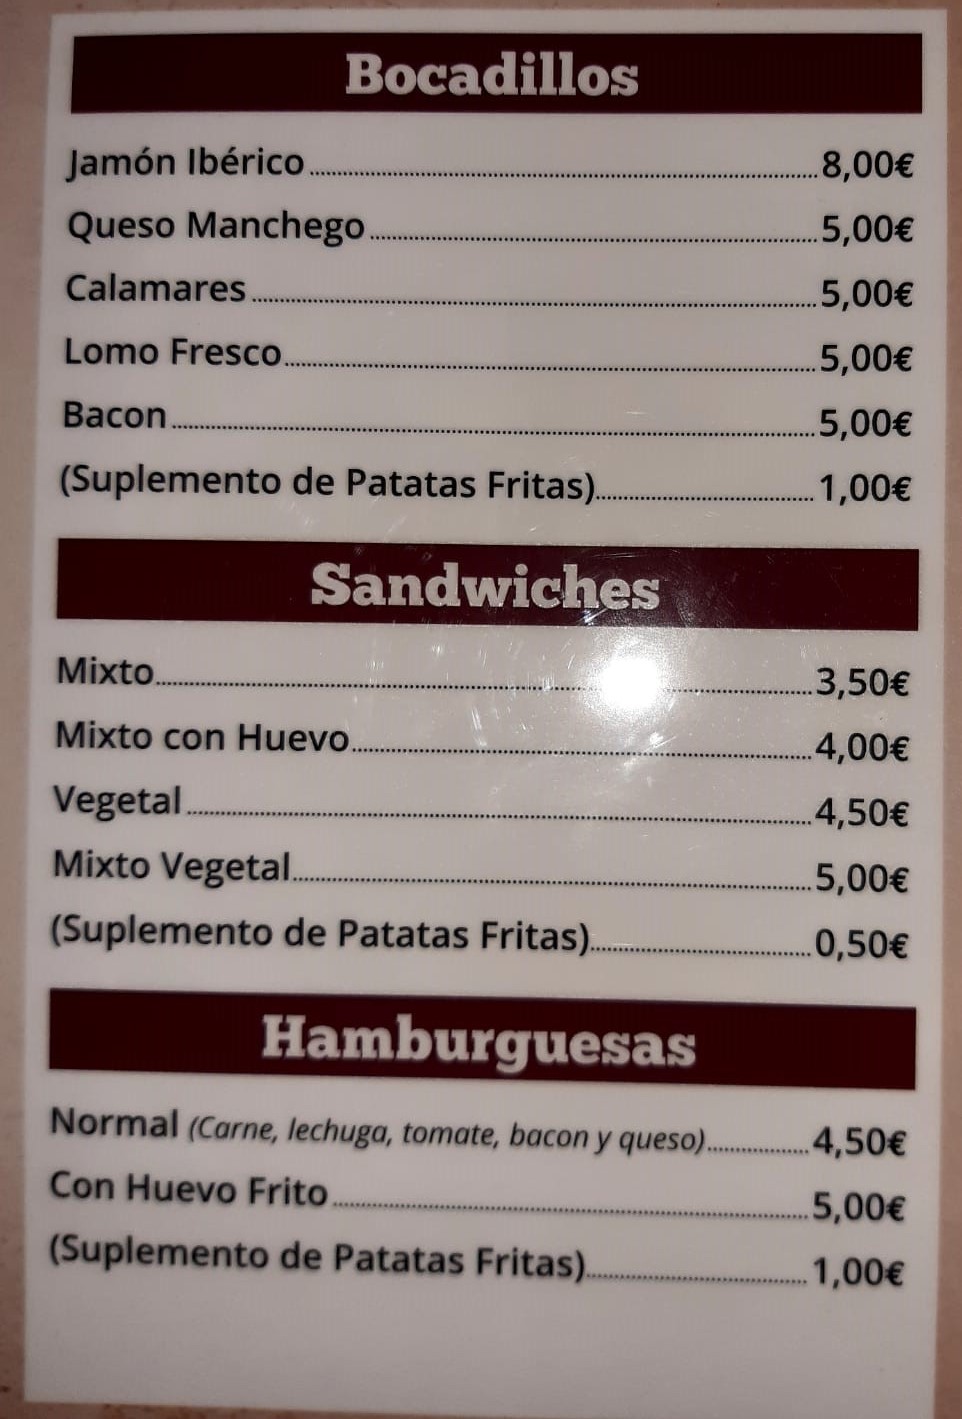 Bocadillos
Jamón Ibérico 8,00€
Queso Manchego 5,00€
Calamares 5,00€
Lomo Fresco 5,00€
Bacon 5,00€
(Suplemento de Patatas Fritas) 1,00€
Sandwiches
Mixto 3,50€
Mixto con Huevo 4,00€
Vegetal 4,50€
Mixto Vegetal 5,00€
(Suplemento de Patatas Fritas) 0,50€
Hamburguesas
Normal (Carne, lechuga, tomate, bacon y queso) 4,50€
Con Huevo Frito 5,00€
(Suplemento de Patatas Fritas) 1,00€